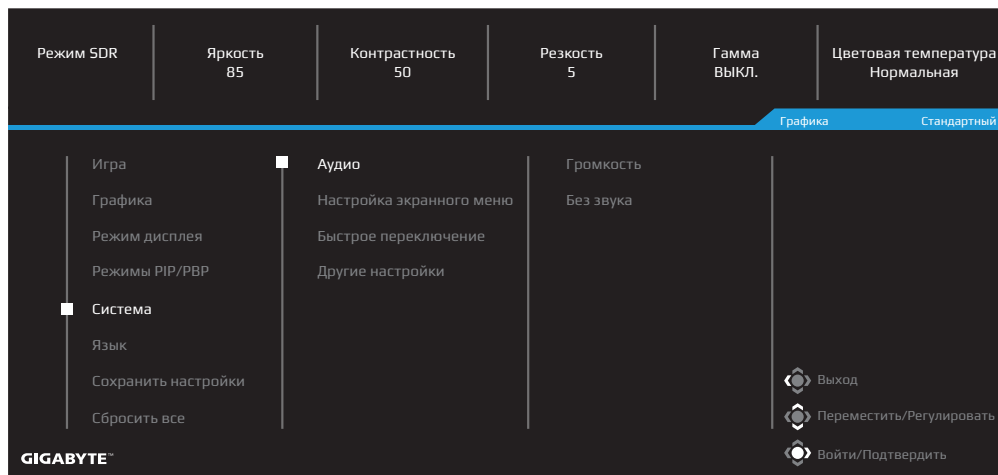 Режим SDR
Яркость
85
Контрастность
50
Резкость
5
Гамма
ВЫКЛ.
Цветовая температура
Нормальная
Графика
Стандартный
Игра
Графика
Режим дисплея
Режимы PIP/PBP
Система
Язык
Сохранить настройки
Сбросить все
Аудио
Настройка экранного меню
Быстрое переключение
Другие настройки
Громкость
Без звука
Выход
Переместить/Регулировать
Войти/Подтвердить
GIGABYTE™